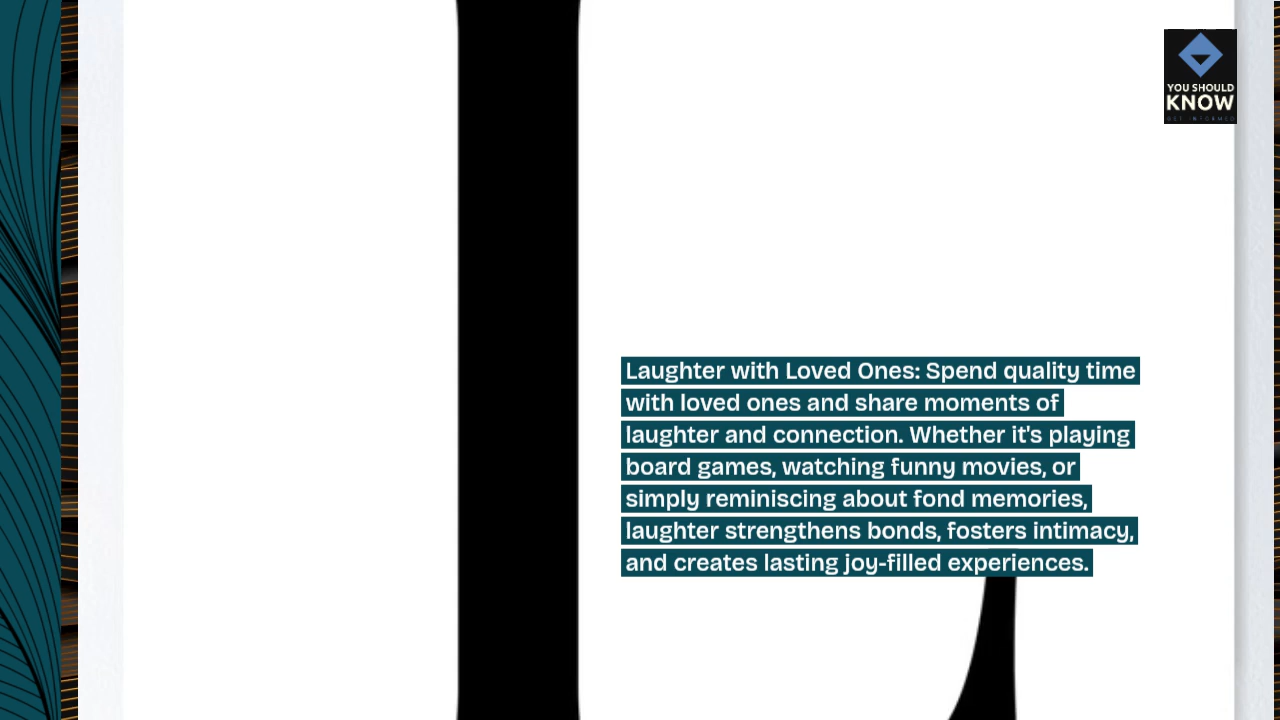 YOU SHOULD
KNOW
GET INFORMED
Laughter with Loved Ones: Spend quality time
with loved ones and share moments of
laughter and connection. Whether it's playing
board games, watching funny movies, or
simply reminiscing about fond memories,
laughter strengthens bonds, fosters intimacy,
and creates lasting joy-filled experiences.